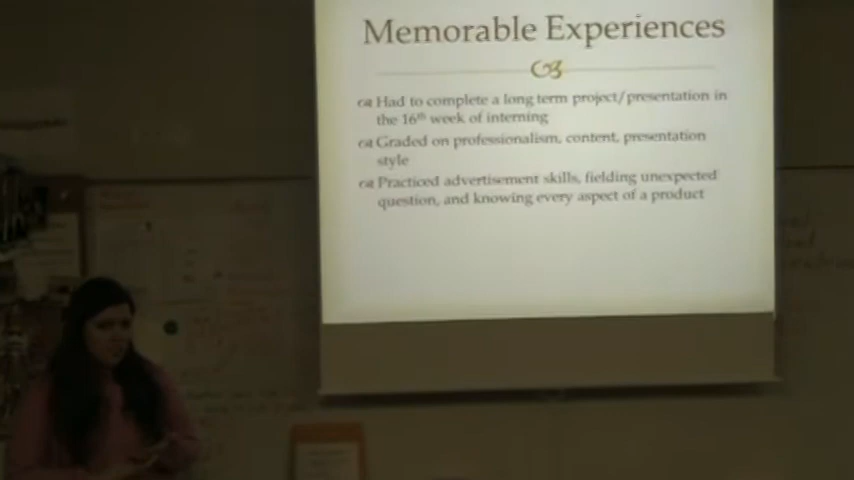 Memorable Experiences
Had to complete a long term project/presentation in
the 16th week of interning
Graded on professionalism, content, presentation
style
Practiced advertisement skills, fielding unexpected
question, and knowing every aspect of a product